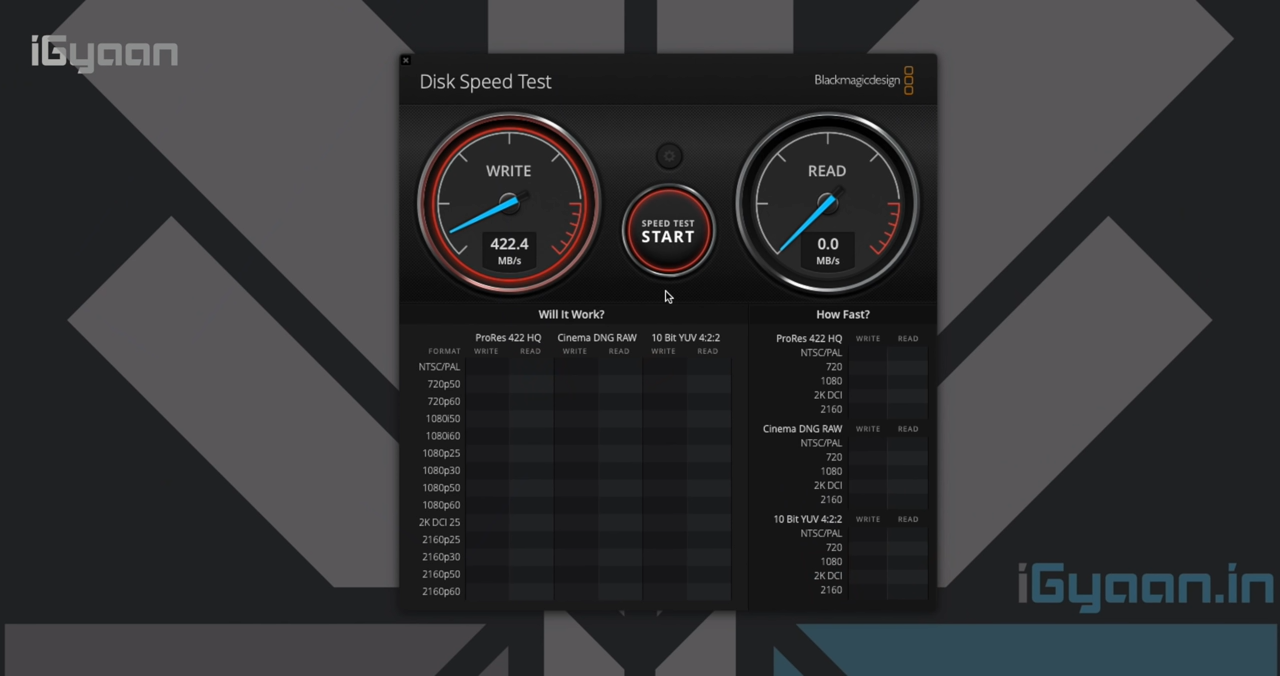 iGyaan
Disk Speed Test
Blackmagicdesign
WRITE
422.4
MB/s
SPEED TEST
START
READ
0.0
MB/s
Will It Work?
ProRes 422 HQ Cinema DNG RAW 10 Bit YUV 4:2:2
FORMAT WRITE READ WRITE READ WRITE READ
NTSC/PAL
720p50
720p60
1080i50
1080i60
1080p25
1080p30
1080p50
1080p60
2K DCI 25
2160p25
2160p30
2160p50
2160p60
How Fast?
ProRes 422 HQ WRITE READ
NTSC/PAL
720
1080
2K DCI
2160
Cinema DNG RAW WRITE READ
NTSC/PAL
720
1080
2K DCI
2160
10 Bit YUV 4:2:2 WRITE READ
NTSC/PAL
720
1080
2K DCI
2160
iGyaan.in